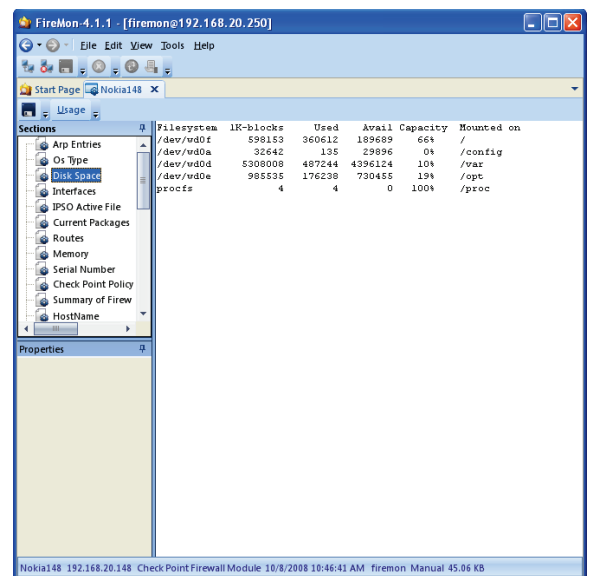 FireMon-4.1.1 - [firemon@192.168.20.250]
File Edit View Tools Help
Start Page Nokia148
Usage
Sections
Arp Entries
Os Type
Disk Space
Interfaces
IPSO Active File
Current Packages
Routes
Memory
Serial Number
Check Point Policy
Summary of Firew
HostName
Properties
Filesystem 1K-blocks Used Avail Capacity Mounted on
/dev/wd0f 598153 360612 189689 66% /
/dev/wd0a 32642 135 29896 0% /config
/dev/wd0d 5308008 487244 4396124 10% /var
/dev/wd0e 985535 176238 730455 19% /opt
procfs 4 4 0 100% /proc
Nokia148 192.168.20.148 Check Point Firewall Module 10/8/2008 10:46:41 AM firemon Manual 45.06 KB